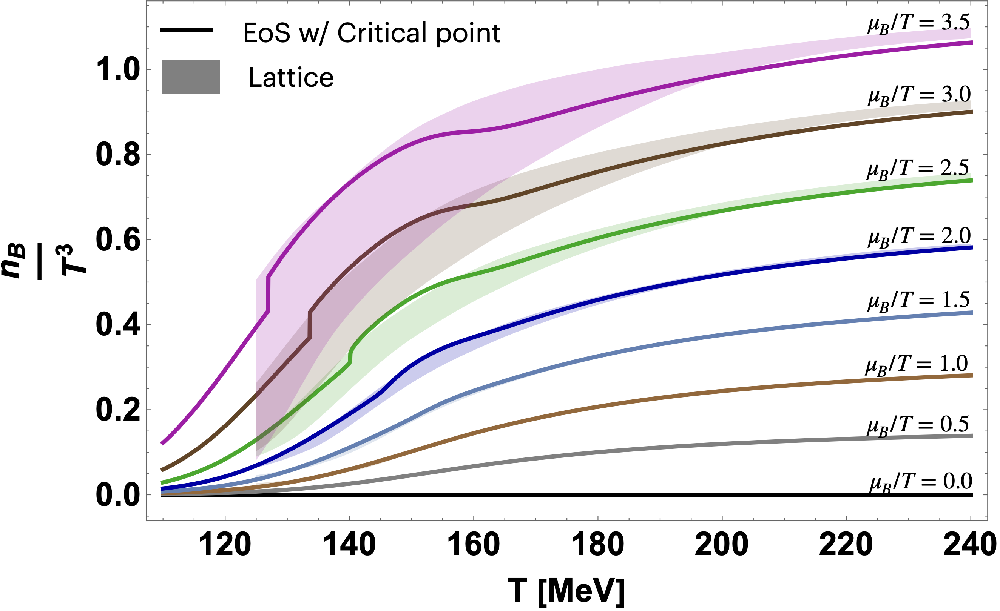 EoS w/ Critical point
Lattice
μB/T = 3.5
μB/T = 3.0
μB/T = 2.5
μB/T = 2.0
μB/T = 1.5
μB/T = 1.0
μB/T = 0.5
μB/T = 0.0
1.0
0.8
0.6
0.4
0.2
0.0
nB
T³
120 140 160 180 200 220 240
T [MeV]